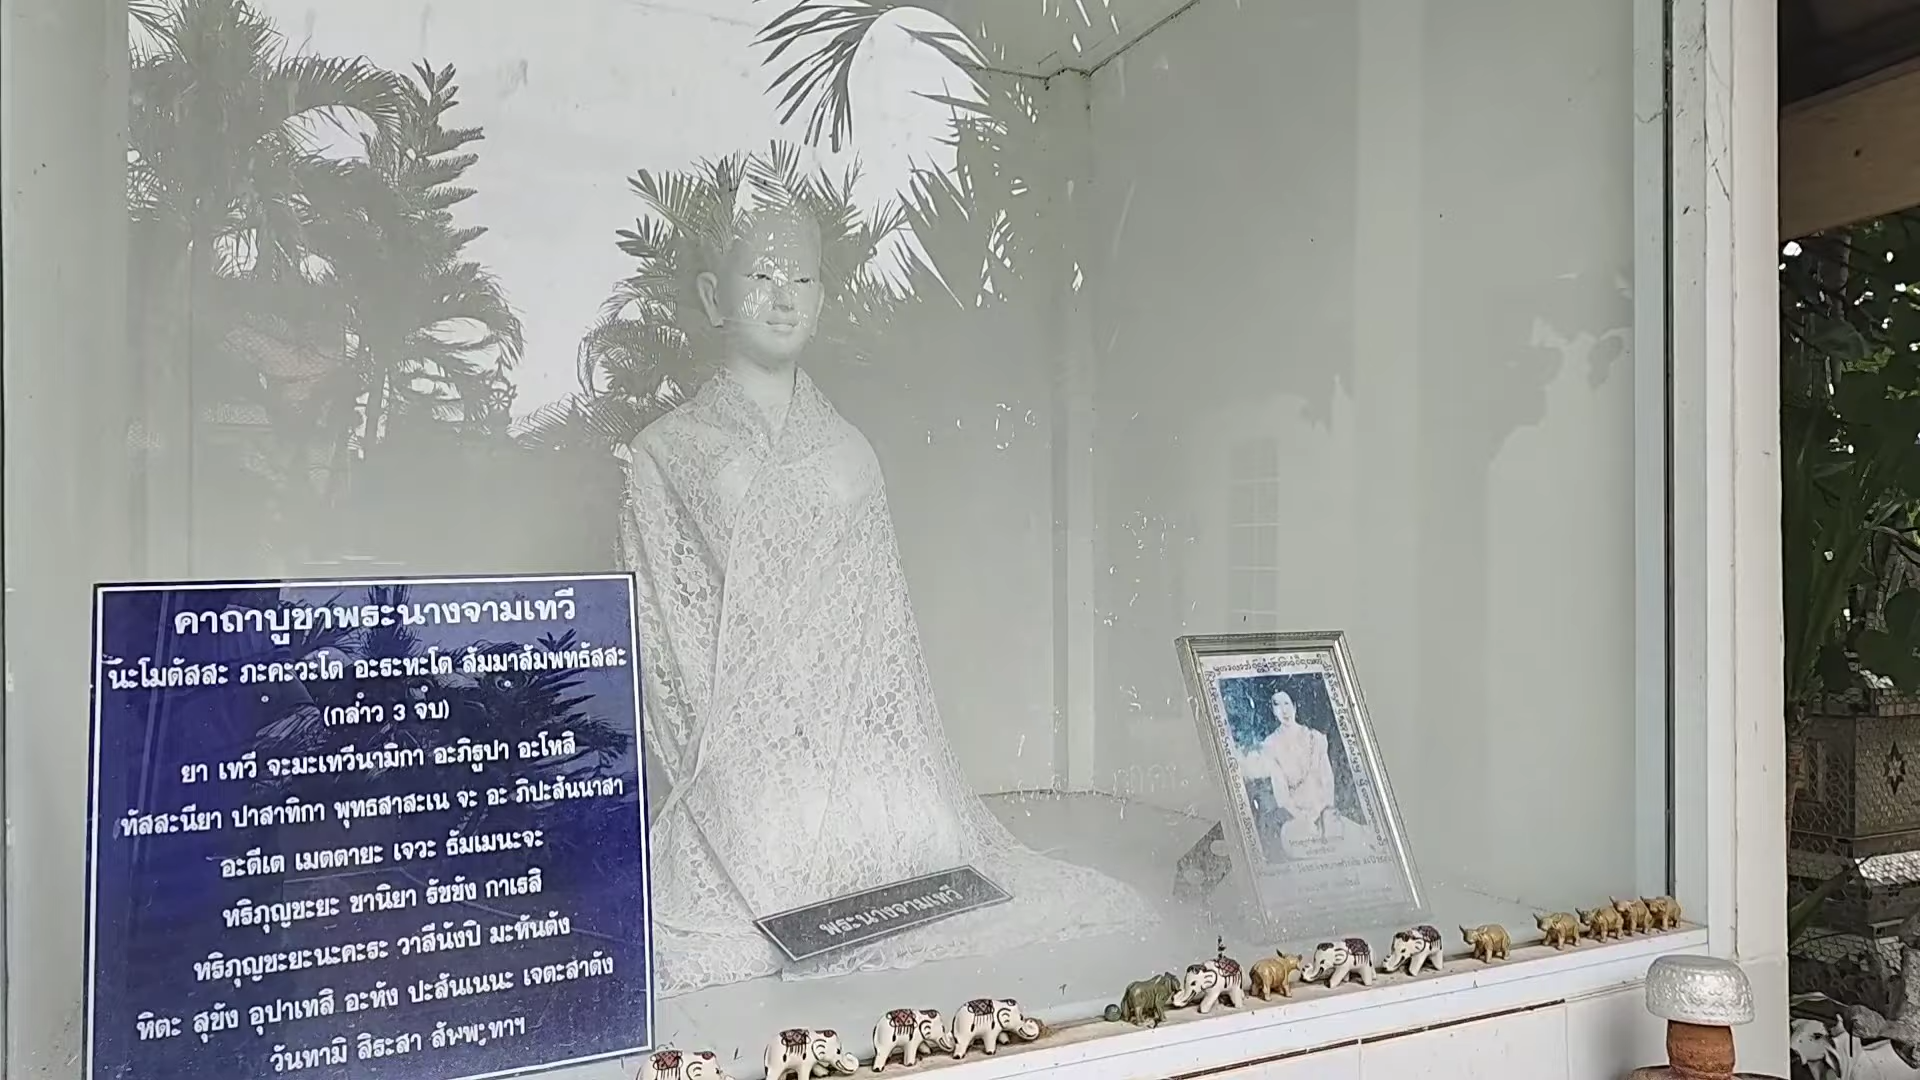 คาถาบูชาพระนางจามเทวี
นะโมตัสสะ ภะคะวะโต อะระหะโต สัมมาสัมพุทธัสสะ
(กล่าว 3 จบ)
ยา เทวี จะมะเทวีนามิกา อะภิรูปา อะโหสิ
ทัสสะนียา ปาสาทิกา พุทธสาสะเน จะ อะ ภิปะสันนาสา
อะตีเต เมตตายะ เจวะ ธัมเมนะจะ
หริภุญชะยะ ขานิยา รัชชัง กาเรสิ
หริภุญชะยะนะคะระ วาสีนังปิ มะหันตัง
หิตะ สุขัง อุปาเทสิ อะหัง ปะสันเนนะ เจตะสาตัง
วันทามิ สิระสา สัพพะทาฯ
พระนางจามเทวี